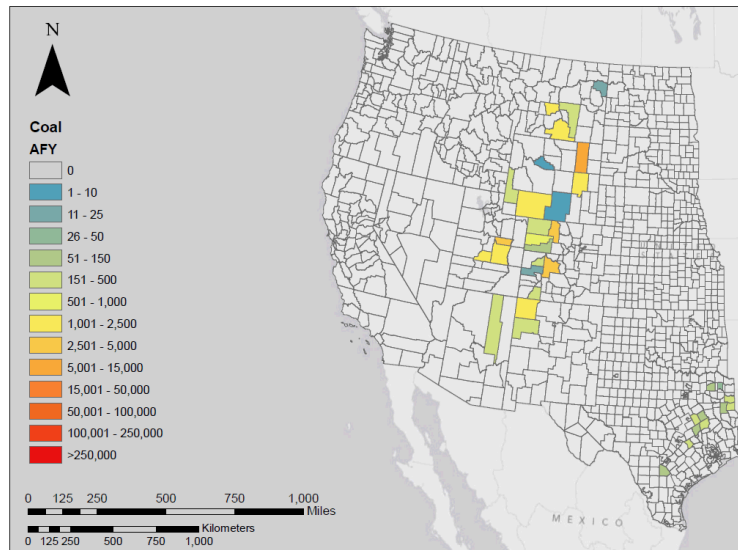 N
Coal
AFY
0
1 - 10
11 - 25
26 - 50
51 - 150
151 - 500
501 - 1,000
1,001 - 2,500
2,501 - 5,000
5,001 - 15,000
15,001 - 50,000
50,001 - 100,000
100,001 - 250,000
>250,000
0 125 250 500 750 1,000
Miles
Kilometers
0 125 250 500 750 1,000
MEXICO